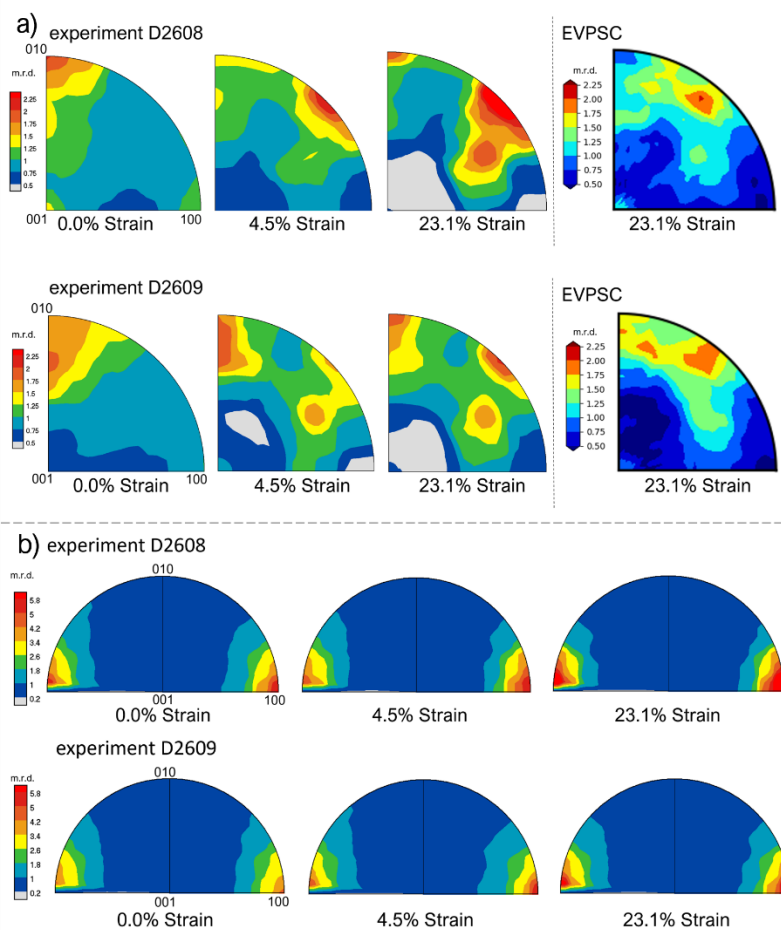 a)
experiment D2608
EVPSC
010
m.r.d.
2.25
2
1.75
1.5
1.25
1
0.5
001
100
0.0% Strain
4.5% Strain
23.1% Strain
m.r.d.
2.25
2.00
1.75
1.50
1.25
1.00
0.75
0.50
23.1% Strain
experiment D2609
EVPSC
010
m.r.d.
2.25
2
1.75
1.5
1.25
1
0.5
001
100
0.0% Strain
4.5% Strain
23.1% Strain
m.r.d.
2.25
2.00
1.75
1.50
1.25
1.00
0.75
0.50
23.1% Strain
b)
experiment D2608
010
m.r.d.
5.8
5
4.2
3.4
2.6
1.8
1
0.2
001
100
0.0% Strain
4.5% Strain
23.1% Strain
experiment D2609
010
m.r.d.
5.8
5
4.2
3.4
2.6
1.8
1
0.2
001
100
0.0% Strain
4.5% Strain
23.1% Strain